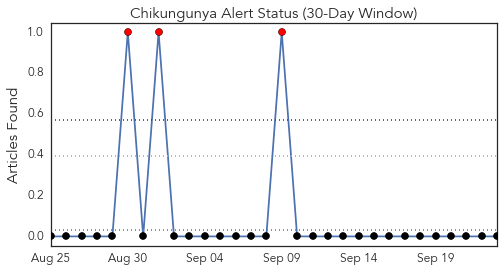 Chikungunya Alert Status (30-Day Window)
Articles Found
1.0
0.8
0.6
0.4
0.2
0.0
Aug 25
Aug 30
Sep 04
Sep 09
Sep 14
Sep 19